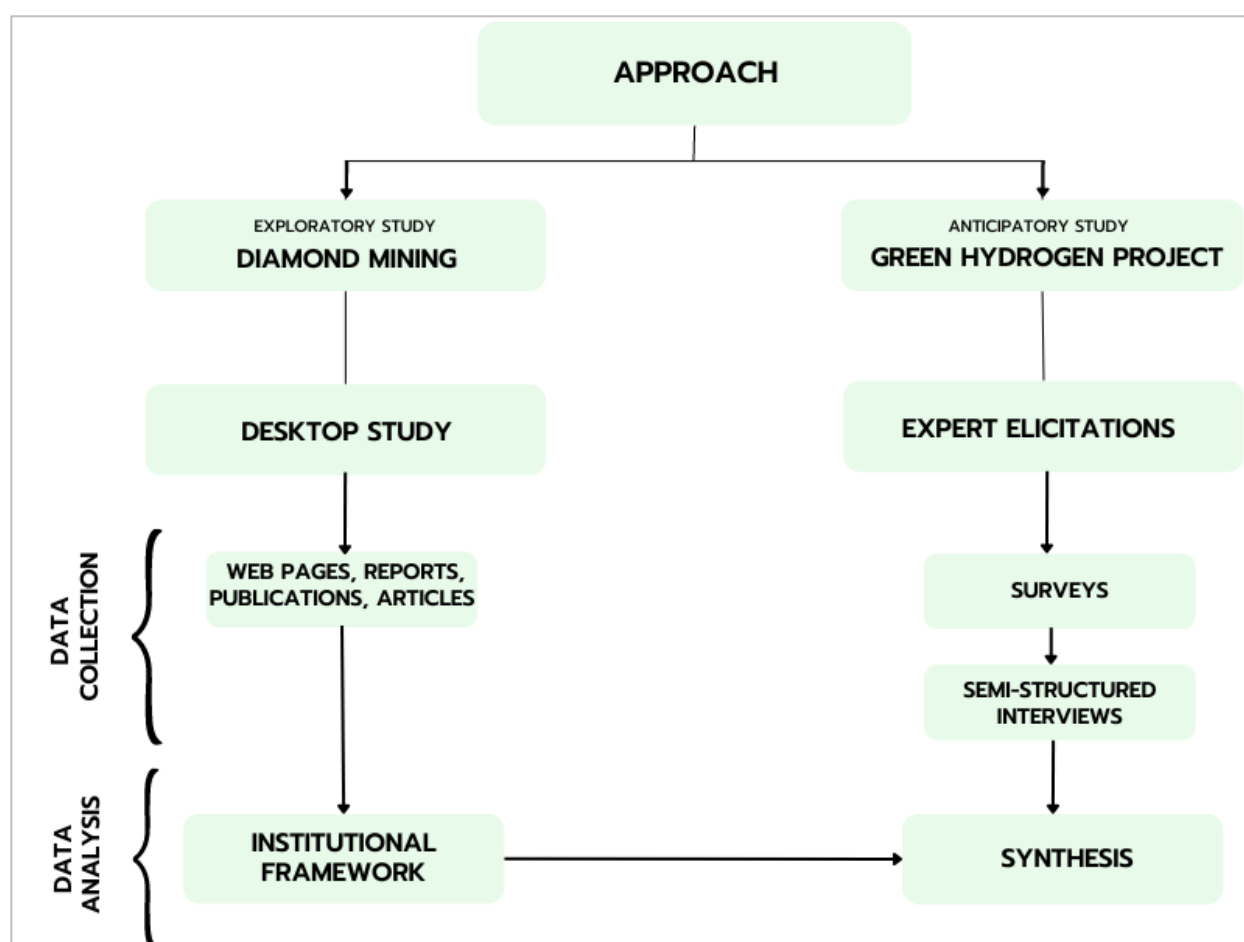 APPROACH
EXPLORATORY STUDY
DIAMOND MINING
ANTICIPATORY STUDY
GREEN HYDROGEN PROJECT
DESKTOP STUDY
EXPERT ELICITATIONS
DATA
COLLECTION
WEB PAGES, REPORTS,
PUBLICATIONS, ARTICLES
SURVEYS
SEMI-STRUCTURED
INTERVIEWS
DATA
ANALYSIS
INSTITUTIONAL
FRAMEWORK
SYNTHESIS